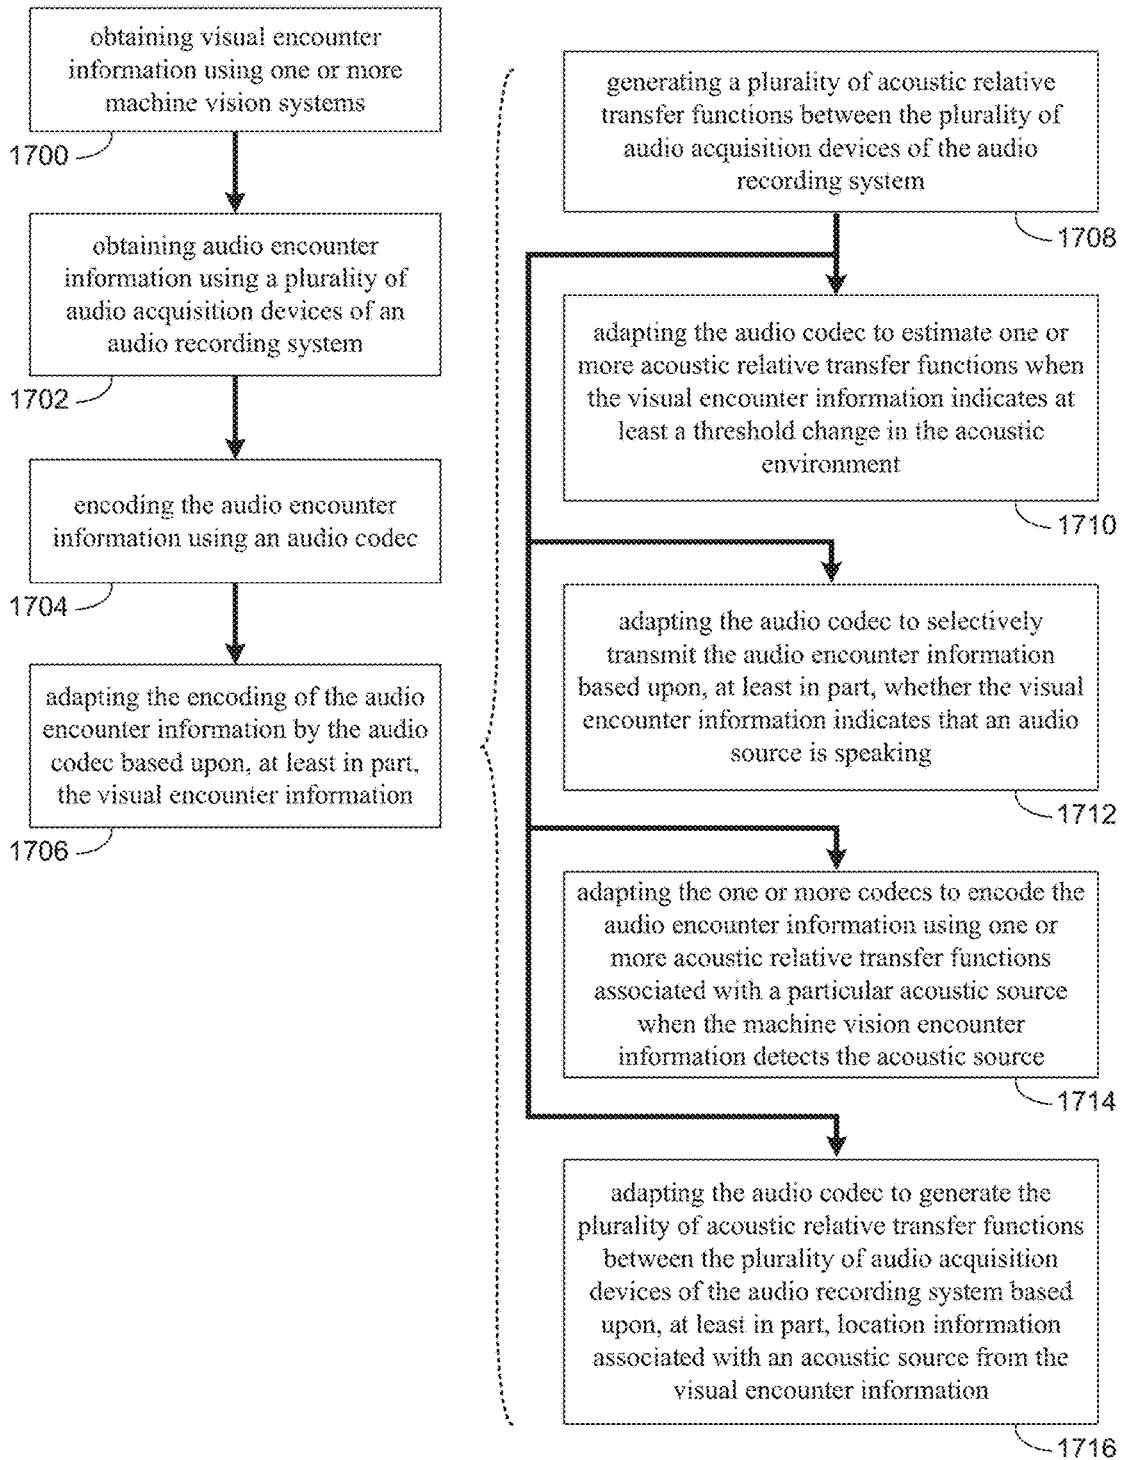 obtaining visual encounter
information using one or more
machine vision systems
1700
obtaining audio encounter
information using a plurality of
audio acquisition devices of an
audio recording system
1702
encoding the audio encounter
information using an audio codec
1704
adapting the encoding of the audio
encounter information by the audio
codec based upon, at least in part,
the visual encounter information
1706
generating a plurality of acoustic relative
transfer functions between the plurality of
audio acquisition devices of the audio
recording system
1708
adapting the audio codec to estimate one or
more acoustic relative transfer functions when
the visual encounter information indicates at
least a threshold change in the acoustic
environment
1710
adapting the audio codec to selectively
transmit the audio encounter information
based upon, at least in part, whether the visual
encounter information indicates that an audio
source is speaking
1712
adapting the one or more codecs to encode the
audio encounter information using one or
more acoustic relative transfer functions
associated with a particular acoustic source
when the machine vision encounter
information detects the acoustic source
1714
adapting the audio codec to generate the
plurality of acoustic relative transfer functions
between the plurality of audio acquisition
devices of the audio recording system based
upon, at least in part, location information
associated with an acoustic source from the
visual encounter information
1716